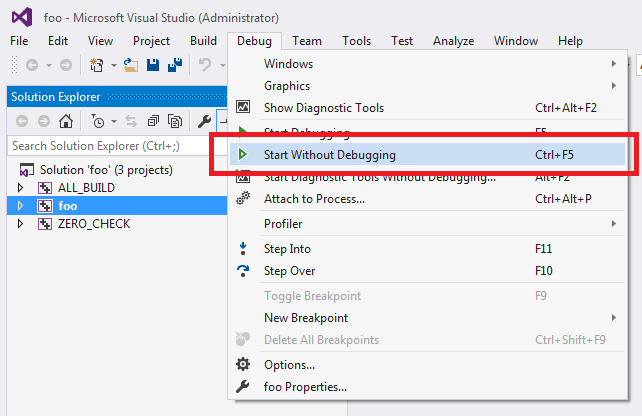 foo - Microsoft Visual Studio (Administrator)
File Edit View Project Build Debug Team Tools Test Analyze Window Help
Solution Explorer
Search Solution Explorer (Ctrl+;)
Solution 'foo' (3 projects)
ALL_BUILD
foo
ZERO_CHECK
Windows
Graphics
Show Diagnostic Tools Ctrl+Alt+F2
Start Debugging F5
Start Without Debugging Ctrl+F5
Start Diagnostic Tools Without Debugging... Alt+F2
Attach to Process... Ctrl+Alt+P
Profiler
Step Into F11
Step Over F10
Toggle Breakpoint F9
New Breakpoint
Delete All Breakpoints Ctrl+Shift+F9
Options...
foo Properties...